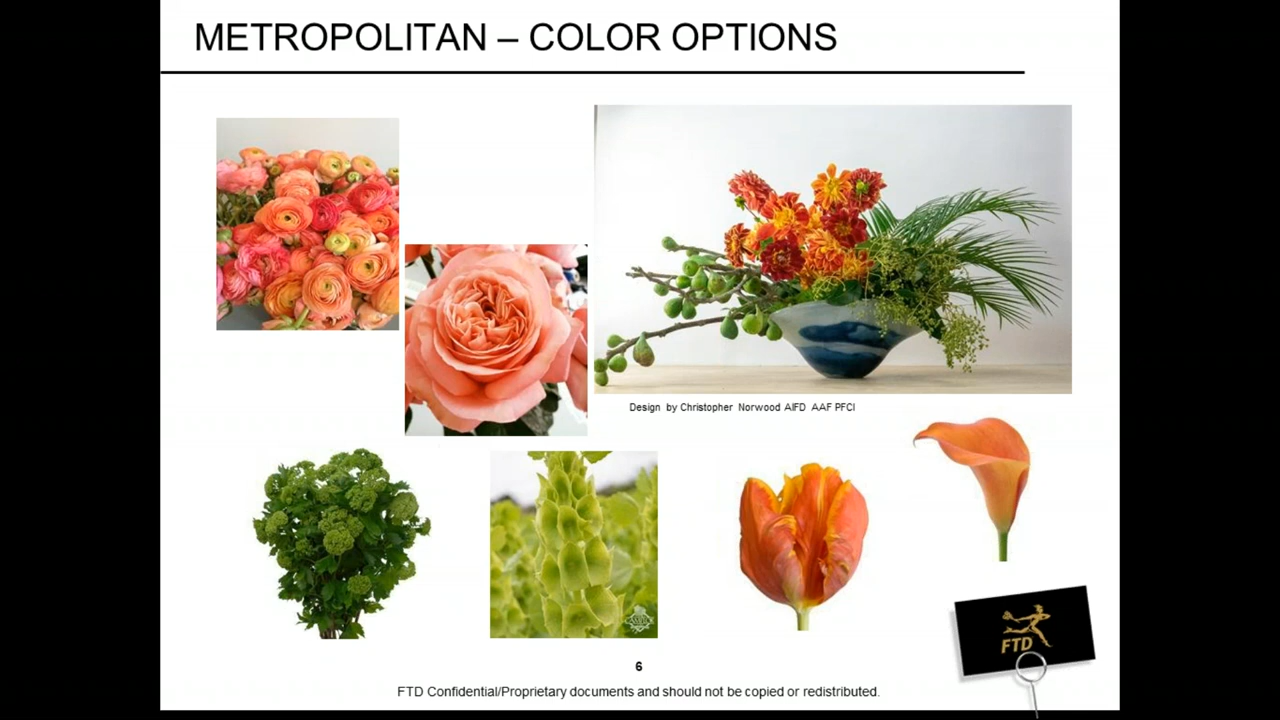 METROPOLITAN – COLOR OPTIONS
Design by Christopher Norwood AIFD AAF PFCI
FTD
6
FTD Confidential/Proprietary documents and should not be copied or redistributed.